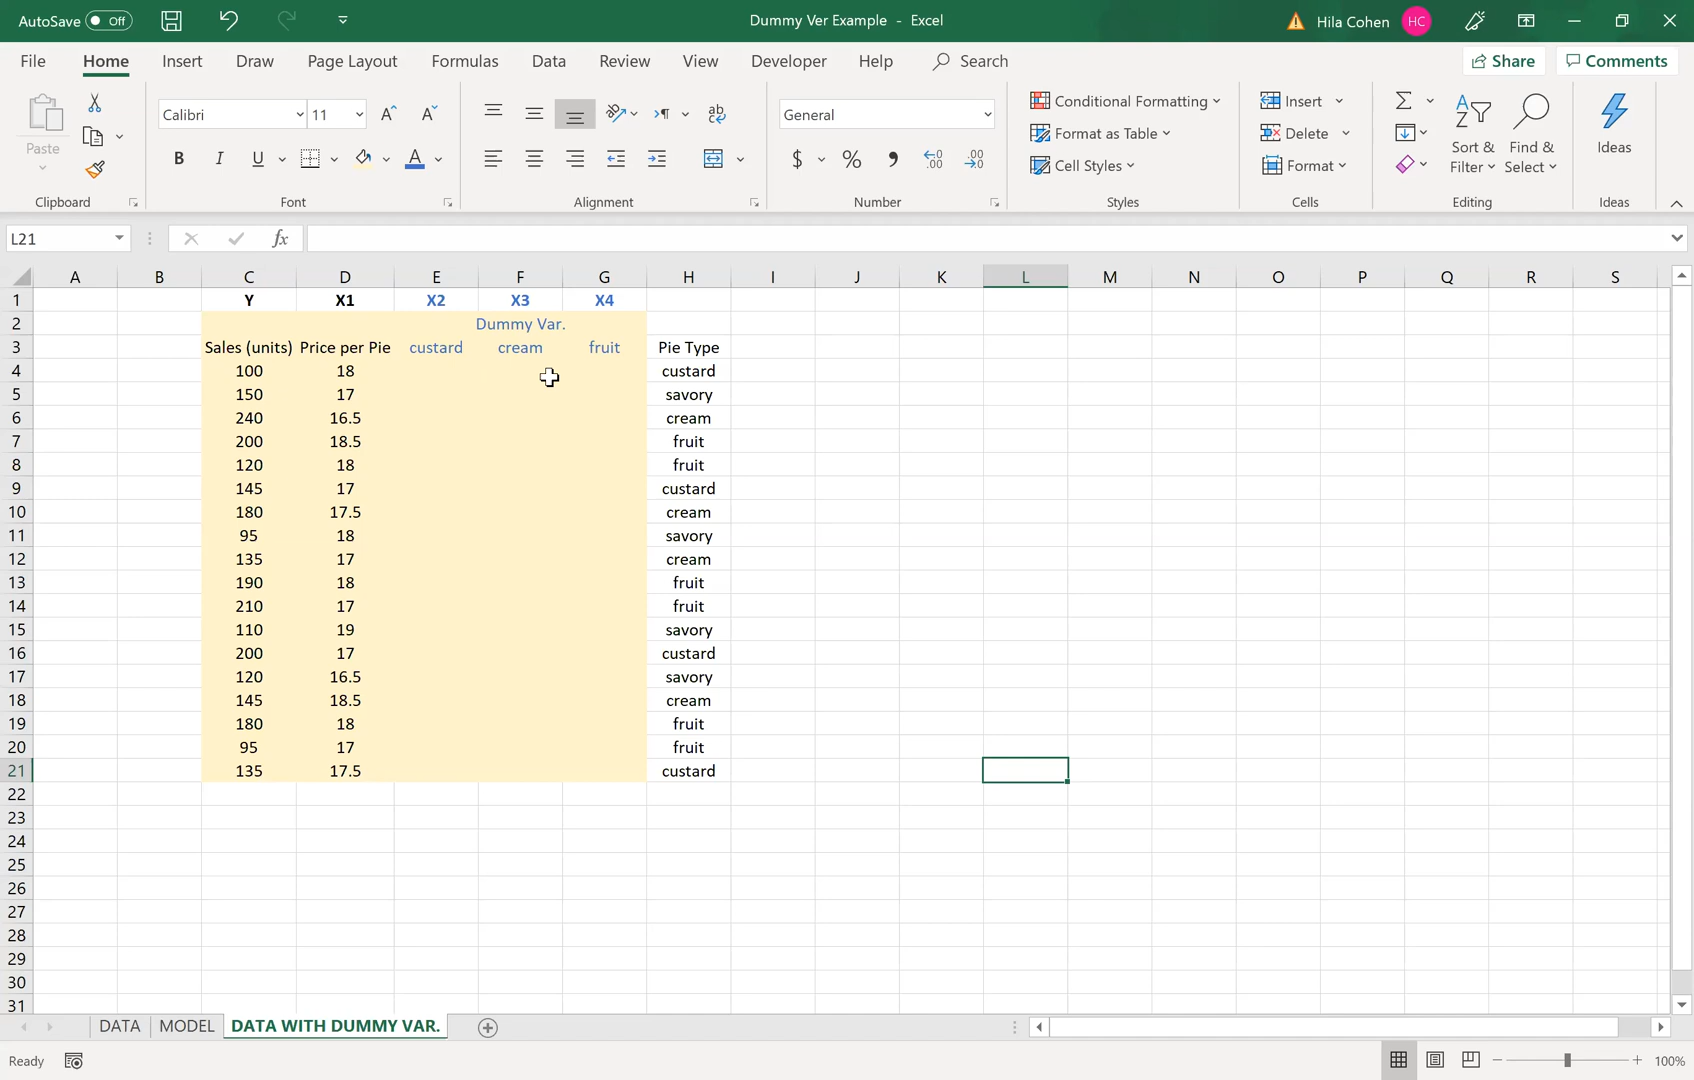 AutoSave Off
Dummy Ver Example - Excel
Hila Cohen HC
File Home Insert Draw Page Layout Formulas Data Review View Developer Help Search
Share Comments
Paste
Calibri 11
B I U A
ab
General
$ % 9
Conditional Formatting
Format as Table
Cell Styles
Insert
Delete
Format
Sort & Filter
Find & Select
Ideas
Clipboard Font Alignment Number Styles Cells Editing Ideas
L21 fx
A B C D E F G H I J K L M N O P Q R S
1 Y X1 X2 X3 X4
2 Dummy Var.
3 Sales (units) Price per Pie custard cream fruit Pie Type
4 100 18 custard
5 150 17 savory
6 240 16.5 cream
7 200 18.5 fruit
8 120 18 fruit
9 145 17 custard
10 180 17.5 cream
11 95 18 savory
12 135 17 cream
13 190 18 fruit
14 210 17 fruit
15 110 19 savory
16 200 17 custard
17 120 16.5 savory
18 145 18.5 cream
19 180 18 fruit
20 95 17 fruit
21 135 17.5 custard
22
23
24
25
26
27
28
29
30
31
DATA MODEL DATA WITH DUMMY VAR.
Ready
100%